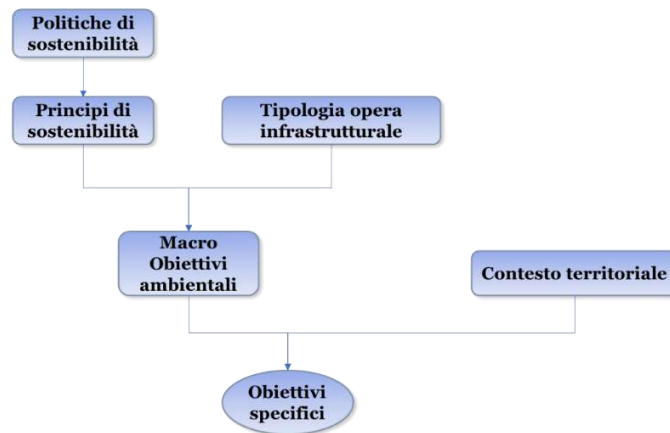 Politiche di
sostenibilità
Principi di
sostenibilità
Tipologia opera
infrastrutturale
Macro
Obiettivi
ambientali
Contesto territoriale
Obiettivi
specifici